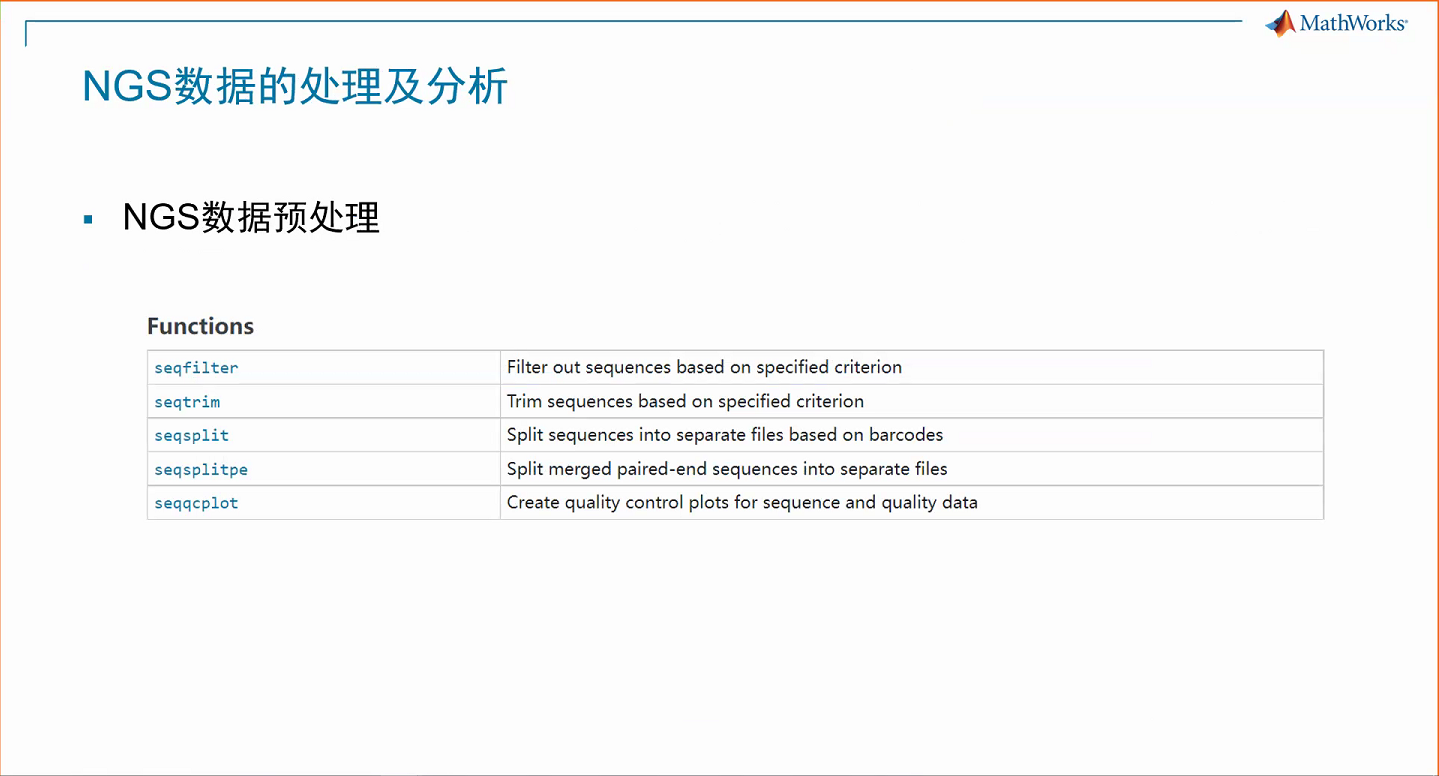 MathWorks®
NGS数据的处理及分析
▪ NGS数据预处理
Functions
seqfilter Filter out sequences based on specified criterion
seqtrim Trim sequences based on specified criterion
seqsplit Split sequences into separate files based on barcodes
seqsplitpe Split merged paired-end sequences into separate files
seqqcplot Create quality control plots for sequence and quality data